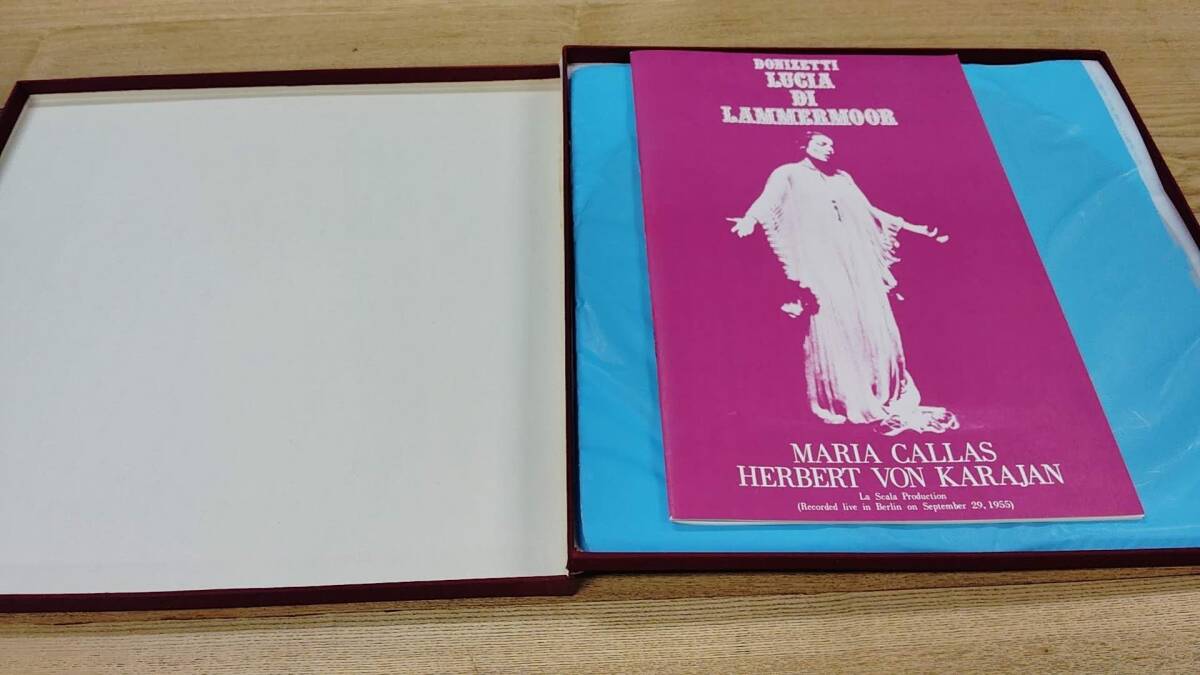 DONIZETTI
LUCIA
DI
LAMMERMOOR
MARIA CALLAS
HERBERT VON KARAJAN
La Scala Production
(Recorded live in Berlin on September 29, 1955)